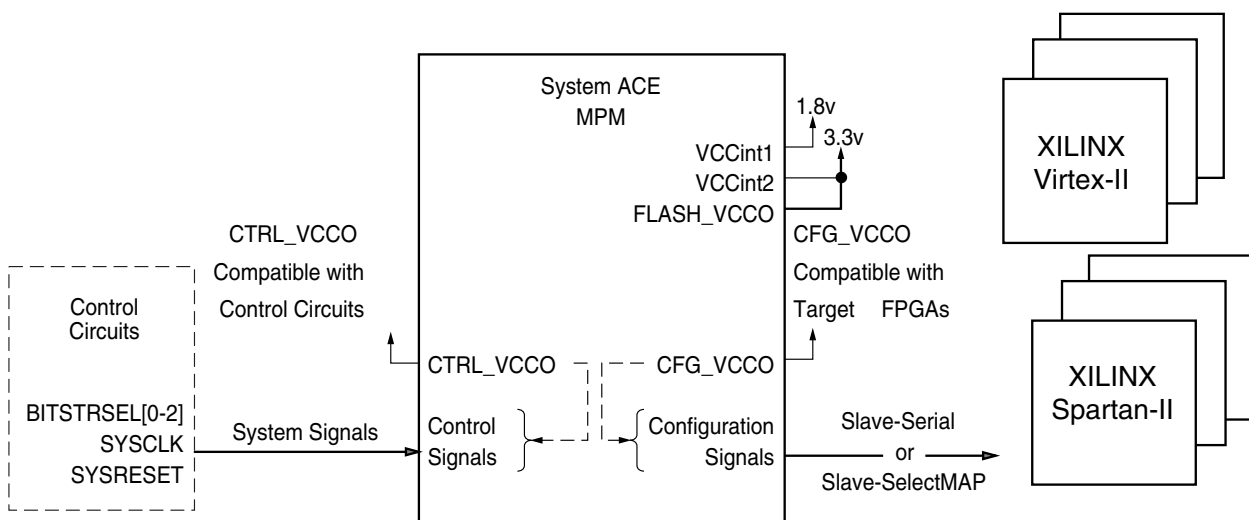 System ACE
MPM
1.8v
3.3v
VCCint1
VCCint2
FLASH_VCCO
XILINX
Virtex-II
CTRL_VCCO
Compatible with
Control Circuits
CFG_VCCO
Compatible with
Target FPGAs
Control
Circuits
BITSTRSEL[0-2]
SYSCLK
SYSRESET
System Signals
CTRL_VCCO
CFG_VCCO
Control
Signals
Configuration
Signals
Slave-Serial
or
Slave-SelectMAP
XILINX
Spartan-II